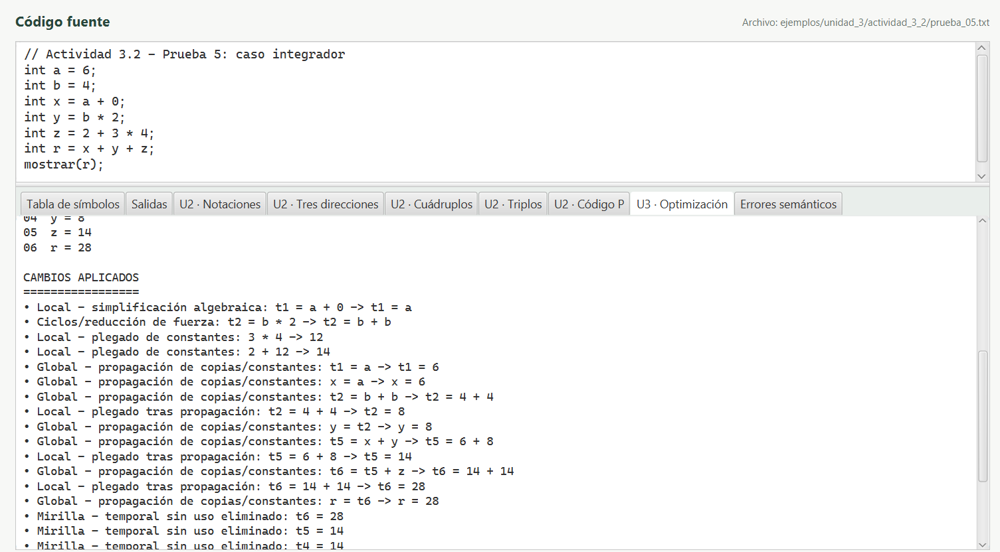 Código fuente
Archivo: ejemplos/unidad_3/actividad_3_2/prueba_05.txt
// Actividad 3.2 – Prueba 5: caso integrador
int a = 6;
int b = 4;
int x = a + 0;
int y = b * 2;
int z = 2 + 3 * 4;
int r = x + y + z;
mostrar(r);
Tabla de símbolos
Salidas
U2 · Notaciones
U2 · Tres direcciones
U2 · Cuádruplos
U2 · Triplos
U2 · Código P
U3 · Optimización
Errores semánticos
04  y = 8
05  z = 14
06  r = 28
CAMBIOS APLICADOS
=================
• Local – simplificación algebraica: t1 = a + 0 -> t1 = a
• Ciclos/reducción de fuerza: t2 = b * 2 -> t2 = b + b
• Local – plegado de constantes: 3 * 4 -> 12
• Local – plegado de constantes: 2 + 12 -> 14
• Global – propagación de copias/constantes: t1 = a -> t1 = 6
• Global – propagación de copias/constantes: x = a -> x = 6
• Global – propagación de copias/constantes: t2 = b + b -> t2 = 4 + 4
• Local – plegado tras propagación: t2 = 4 + 4 -> t2 = 8
• Global – propagación de copias/constantes: y = t2 -> y = 8
• Global – propagación de copias/constantes: t5 = x + y -> t5 = 6 + 8
• Local – plegado tras propagación: t5 = 6 + 8 -> t5 = 14
• Global – propagación de copias/constantes: t6 = t5 + z -> t6 = 14 + 14
• Local – plegado tras propagación: t6 = 14 + 14 -> t6 = 28
• Global – propagación de copias/constantes: r = t6 -> r = 28
• Mirilla – temporal sin uso eliminado: t6 = 28
• Mirilla – temporal sin uso eliminado: t5 = 14
• Mirilla – temporal sin uso eliminado: t4 = 14